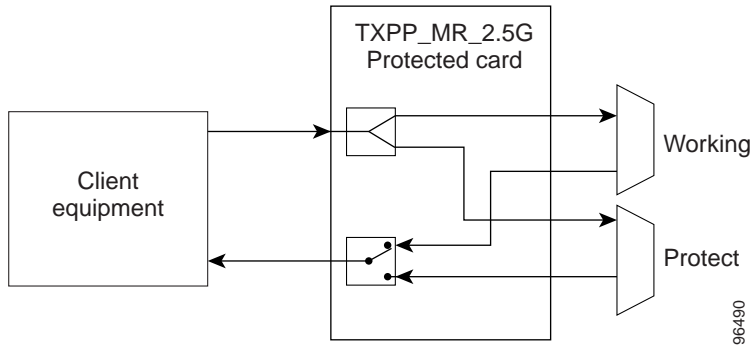 TXPP_MR_2.5G
Protected card
Client
equipment
Working
Protect
96490